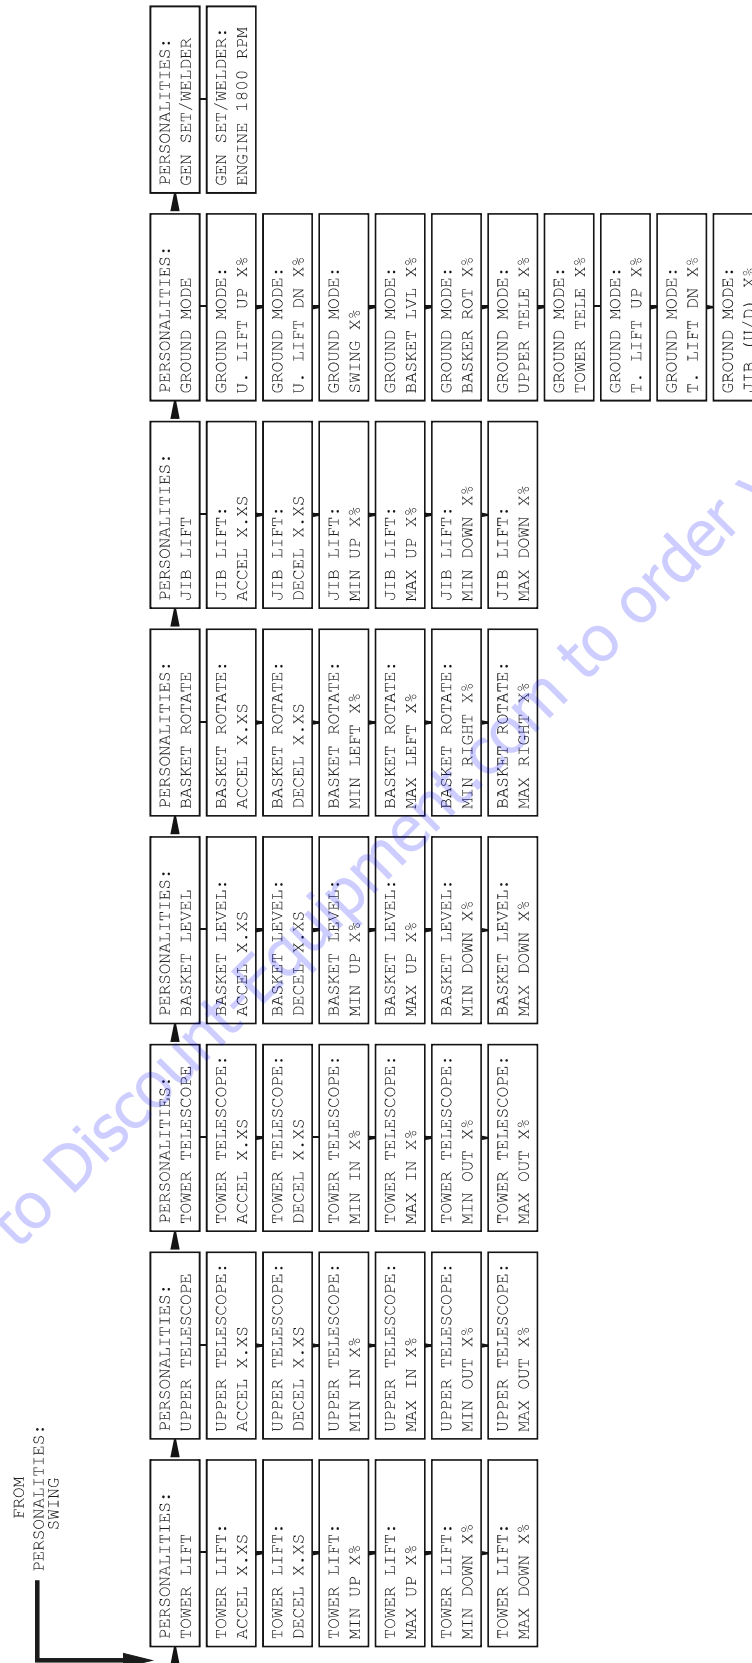 FROM
PERSONALITIES:
SWING
PERSONALITIES:
TOWER LIFT
TOWER LIFT:
ACCEL X.XS
TOWER LIFT:
DECEL X.XS
TOWER LIFT:
MIN UP X%
TOWER LIFT:
MAX UP X%
TOWER LIFT:
MIN DOWN X%
TOWER LIFT:
MAX DOWN X%
PERSONALITIES:
UPPER TELESCOPE
UPPER TELESCOPE:
ACCEL X.XS
UPPER TELESCOPE:
DECEL X.XS
UPPER TELESCOPE:
MIN IN X%
UPPER TELESCOPE:
MAX IN X%
UPPER TELESCOPE:
MIN OUT X%
UPPER TELESCOPE:
MAX OUT X%
PERSONALITIES:
TOWER TELESCOPE
TOWER TELESCOPE:
ACCEL X.XS
TOWER TELESCOPE:
DECEL X.XS
TOWER TELESCOPE:
MIN IN X%
TOWER TELESCOPE:
MAX IN X%
TOWER TELESCOPE:
MIN OUT X%
TOWER TELESCOPE:
MAX OUT X%
PERSONALITIES:
BASKET LEVEL
BASKET LEVEL:
ACCEL X.XS
BASKET LEVEL:
DECEL X.XS
BASKET LEVEL:
MIN UP X%
BASKET LEVEL:
MAX UP X%
BASKET LEVEL:
MIN DOWN X%
BASKET LEVEL:
MAX DOWN X%
PERSONALITIES:
BASKET ROTATE
BASKET ROTATE:
ACCEL X.XS
BASKET ROTATE:
DECEL X.XS
BASKET ROTATE:
MIN LEFT X%
BASKET ROTATE:
MAX LEFT X%
BASKET ROTATE:
MIN RIGHT X%
BASKET ROTATE:
MAX RIGHT X%
PERSONALITIES:
JIB LIFT
JIB LIFT:
ACCEL X.XS
JIB LIFT:
DECEL X.XS
JIB LIFT:
MIN UP X%
JIB LIFT:
MAX UP X%
JIB LIFT:
MIN DOWN X%
JIB LIFT:
MAX DOWN X%
PERSONALITIES:
GROUND MODE
GROUND MODE:
U. LIFT UP X%
GROUND MODE:
U. LIFT DN X%
GROUND MODE:
SWING X%
GROUND MODE:
BASKET LVL X%
GROUND MODE:
BASKER ROT X%
GROUND MODE:
UPPER TELE X%
GROUND MODE:
TOWER TELE X%
GROUND MODE:
T. LIFT UP X%
GROUND MODE:
T. LIFT DN X%
GROUND MODE:
JIB (U/D) X%
PERSONALITIES:
GEN SET/WELDER
GEN SET/WELDER:
ENGINE 1800 RPM
to Discount-Equipment.com to order